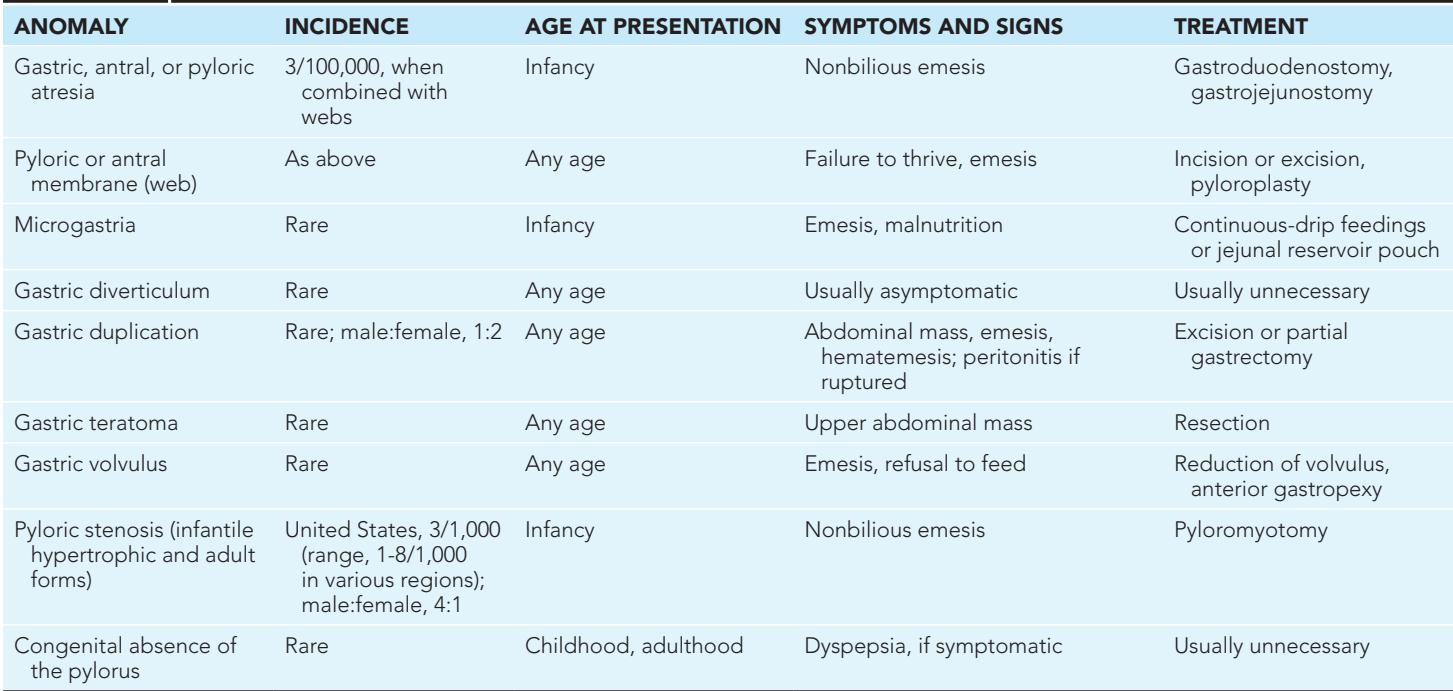 ANOMALY INCIDENCE AGE AT PRESENTATION SYMPTOMS AND SIGNS TREATMENT
Gastric, antral, or pyloric 3/100,000, when Infancy Nonbilious emesis Gastroduodenostomy,
atresia combined with gastrojejunostomy
webs
Pyloric or antral As above Any age Failure to thrive, emesis Incision or excision,
membrane (web) pyloroplasty
Microgastria Rare Infancy Emesis, malnutrition Continuous-drip feedings
or jejunal reservoir pouch
Gastric diverticulum Rare Any age Usually asymptomatic Usually unnecessary
Gastric duplication Rare; male:female, 1:2 Any age Abdominal mass, emesis, Excision or partial
hematemesis; peritonitis if gastrectomy
ruptured
Gastric teratoma Rare Any age Upper abdominal mass Resection
Gastric volvulus Rare Any age Emesis, refusal to feed Reduction of volvulus,
anterior gastropexy
Pyloric stenosis (infantile United States, 3/1,000 Infancy Nonbilious emesis Pyloromyotomy
hypertrophic and adult (range, 1-8/1,000
forms) in various regions);
male:female, 4:1
Congenital absence of Rare Childhood, adulthood Dyspepsia, if symptomatic Usually unnecessary
the pylorus